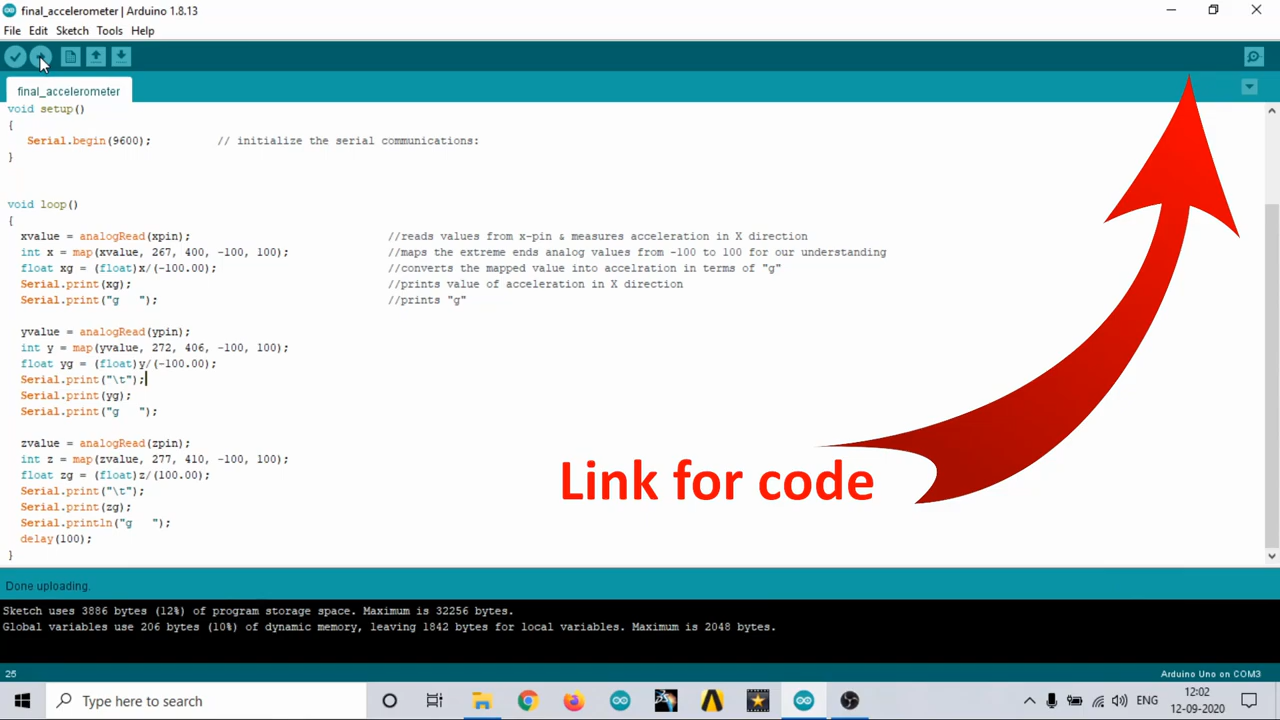 final_accelerometer | Arduino 1.8.13
File Edit Sketch Tools Help
final_accelerometer
void setup()
{
Serial.begin(9600); // initialize the serial communications:
}
void loop()
{
xvalue = analogRead(xpin); //reads values from x-pin & measures acceleration in X direction
int x = map(xvalue, 267, 400, -100, 100); //maps the extreme ends analog values from -100 to 100 for our understanding
float xg = (float)x/(-100.00); //converts the mapped value into accelration in terms of "g"
Serial.print(xg); //prints value of acceleration in X direction
Serial.print("g   "); //prints "g"
yvalue = analogRead(ypin);
int y = map(yvalue, 272, 406, -100, 100);
float yg = (float)y/(-100.00);
Serial.print("\t");
Serial.print(yg);
Serial.print("g   ");
zvalue = analogRead(zpin);
int z = map(zvalue, 277, 410, -100, 100);
float zg = (float)z/(100.00);
Serial.print("\t");
Serial.print(zg);
Serial.println("g   ");
delay(100);
}
Link for code
Done uploading.
Sketch uses 3886 bytes (12%) of program storage space. Maximum is 32256 bytes.
Global variables use 206 bytes (10%) of dynamic memory, leaving 1842 bytes for local variables. Maximum is 2048 bytes.
25 Arduino Uno on COM3
Type here to search ENG 12:02
12-09-2020